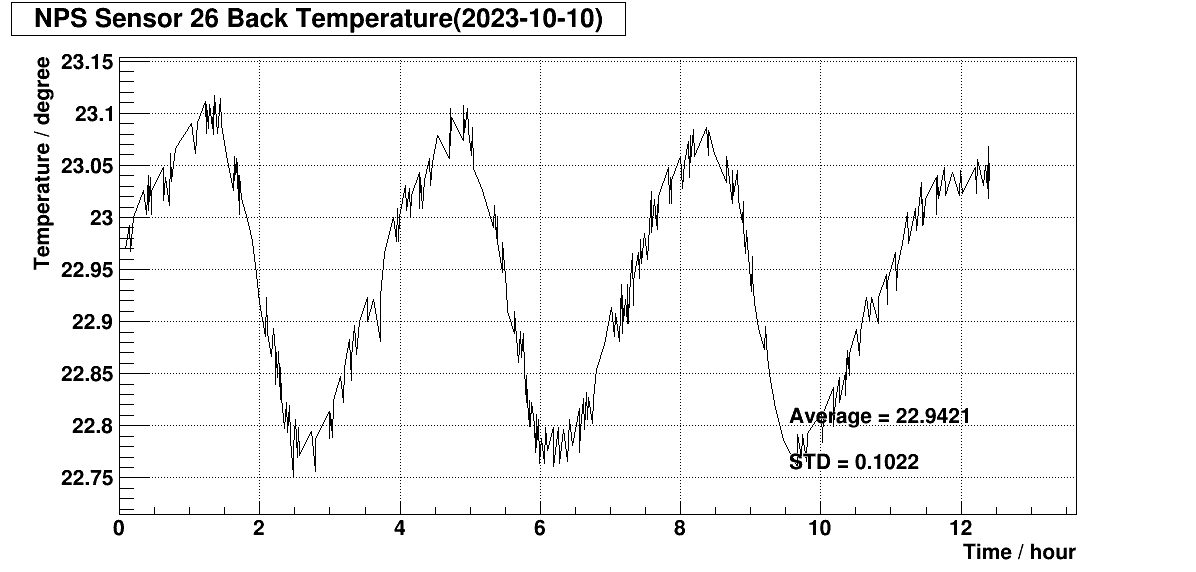 NPS Sensor 26 Back Temperature(2023-10-10)
Temperature / degree
23.15
23.1
23.05
23
22.95
22.9
22.85
22.8
22.75
Average = 22.9421
STD = 0.1022
0 2 4 6 8 10 12
Time / hour